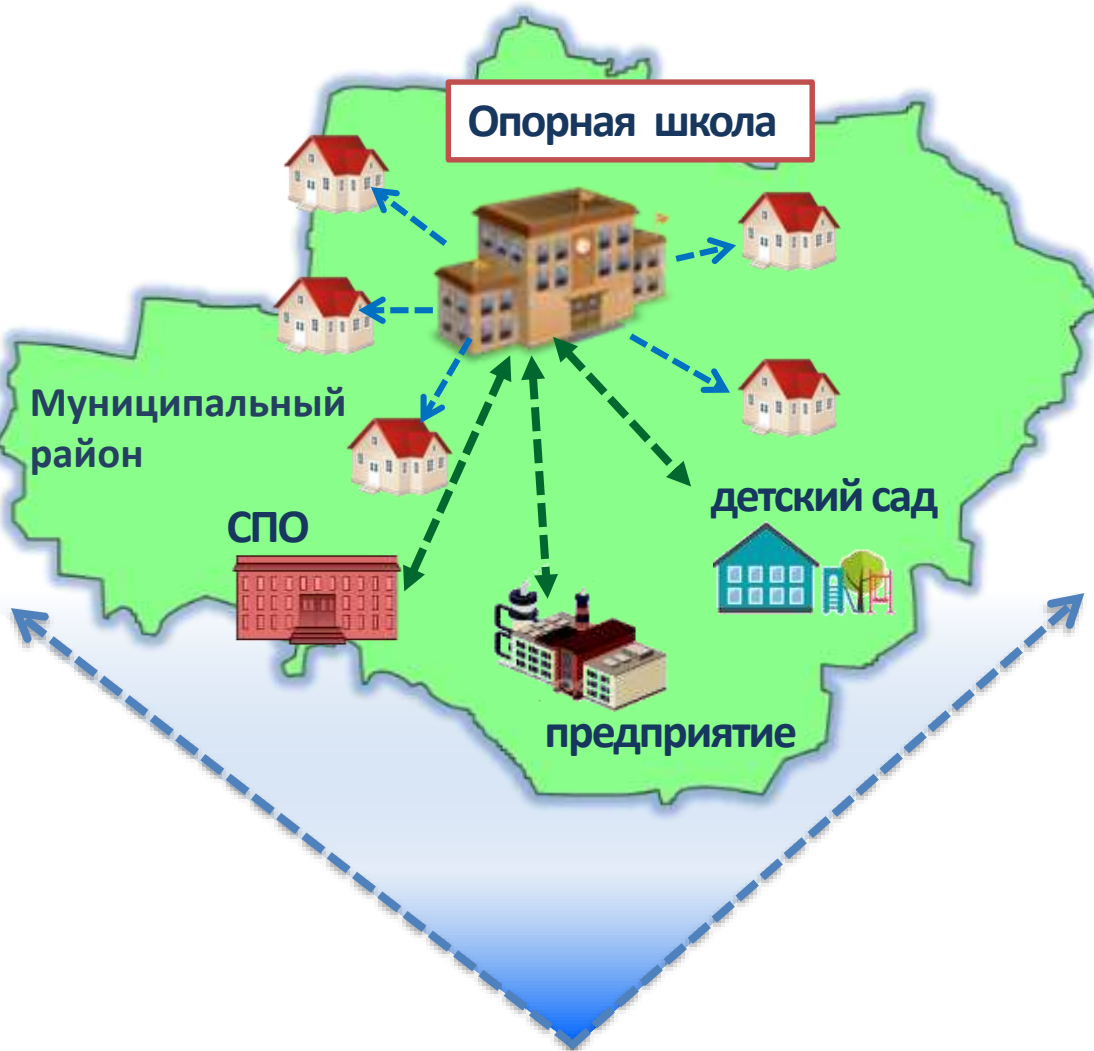 Опорная школа
Муниципальный
район
детский сад
СПО
предприятие